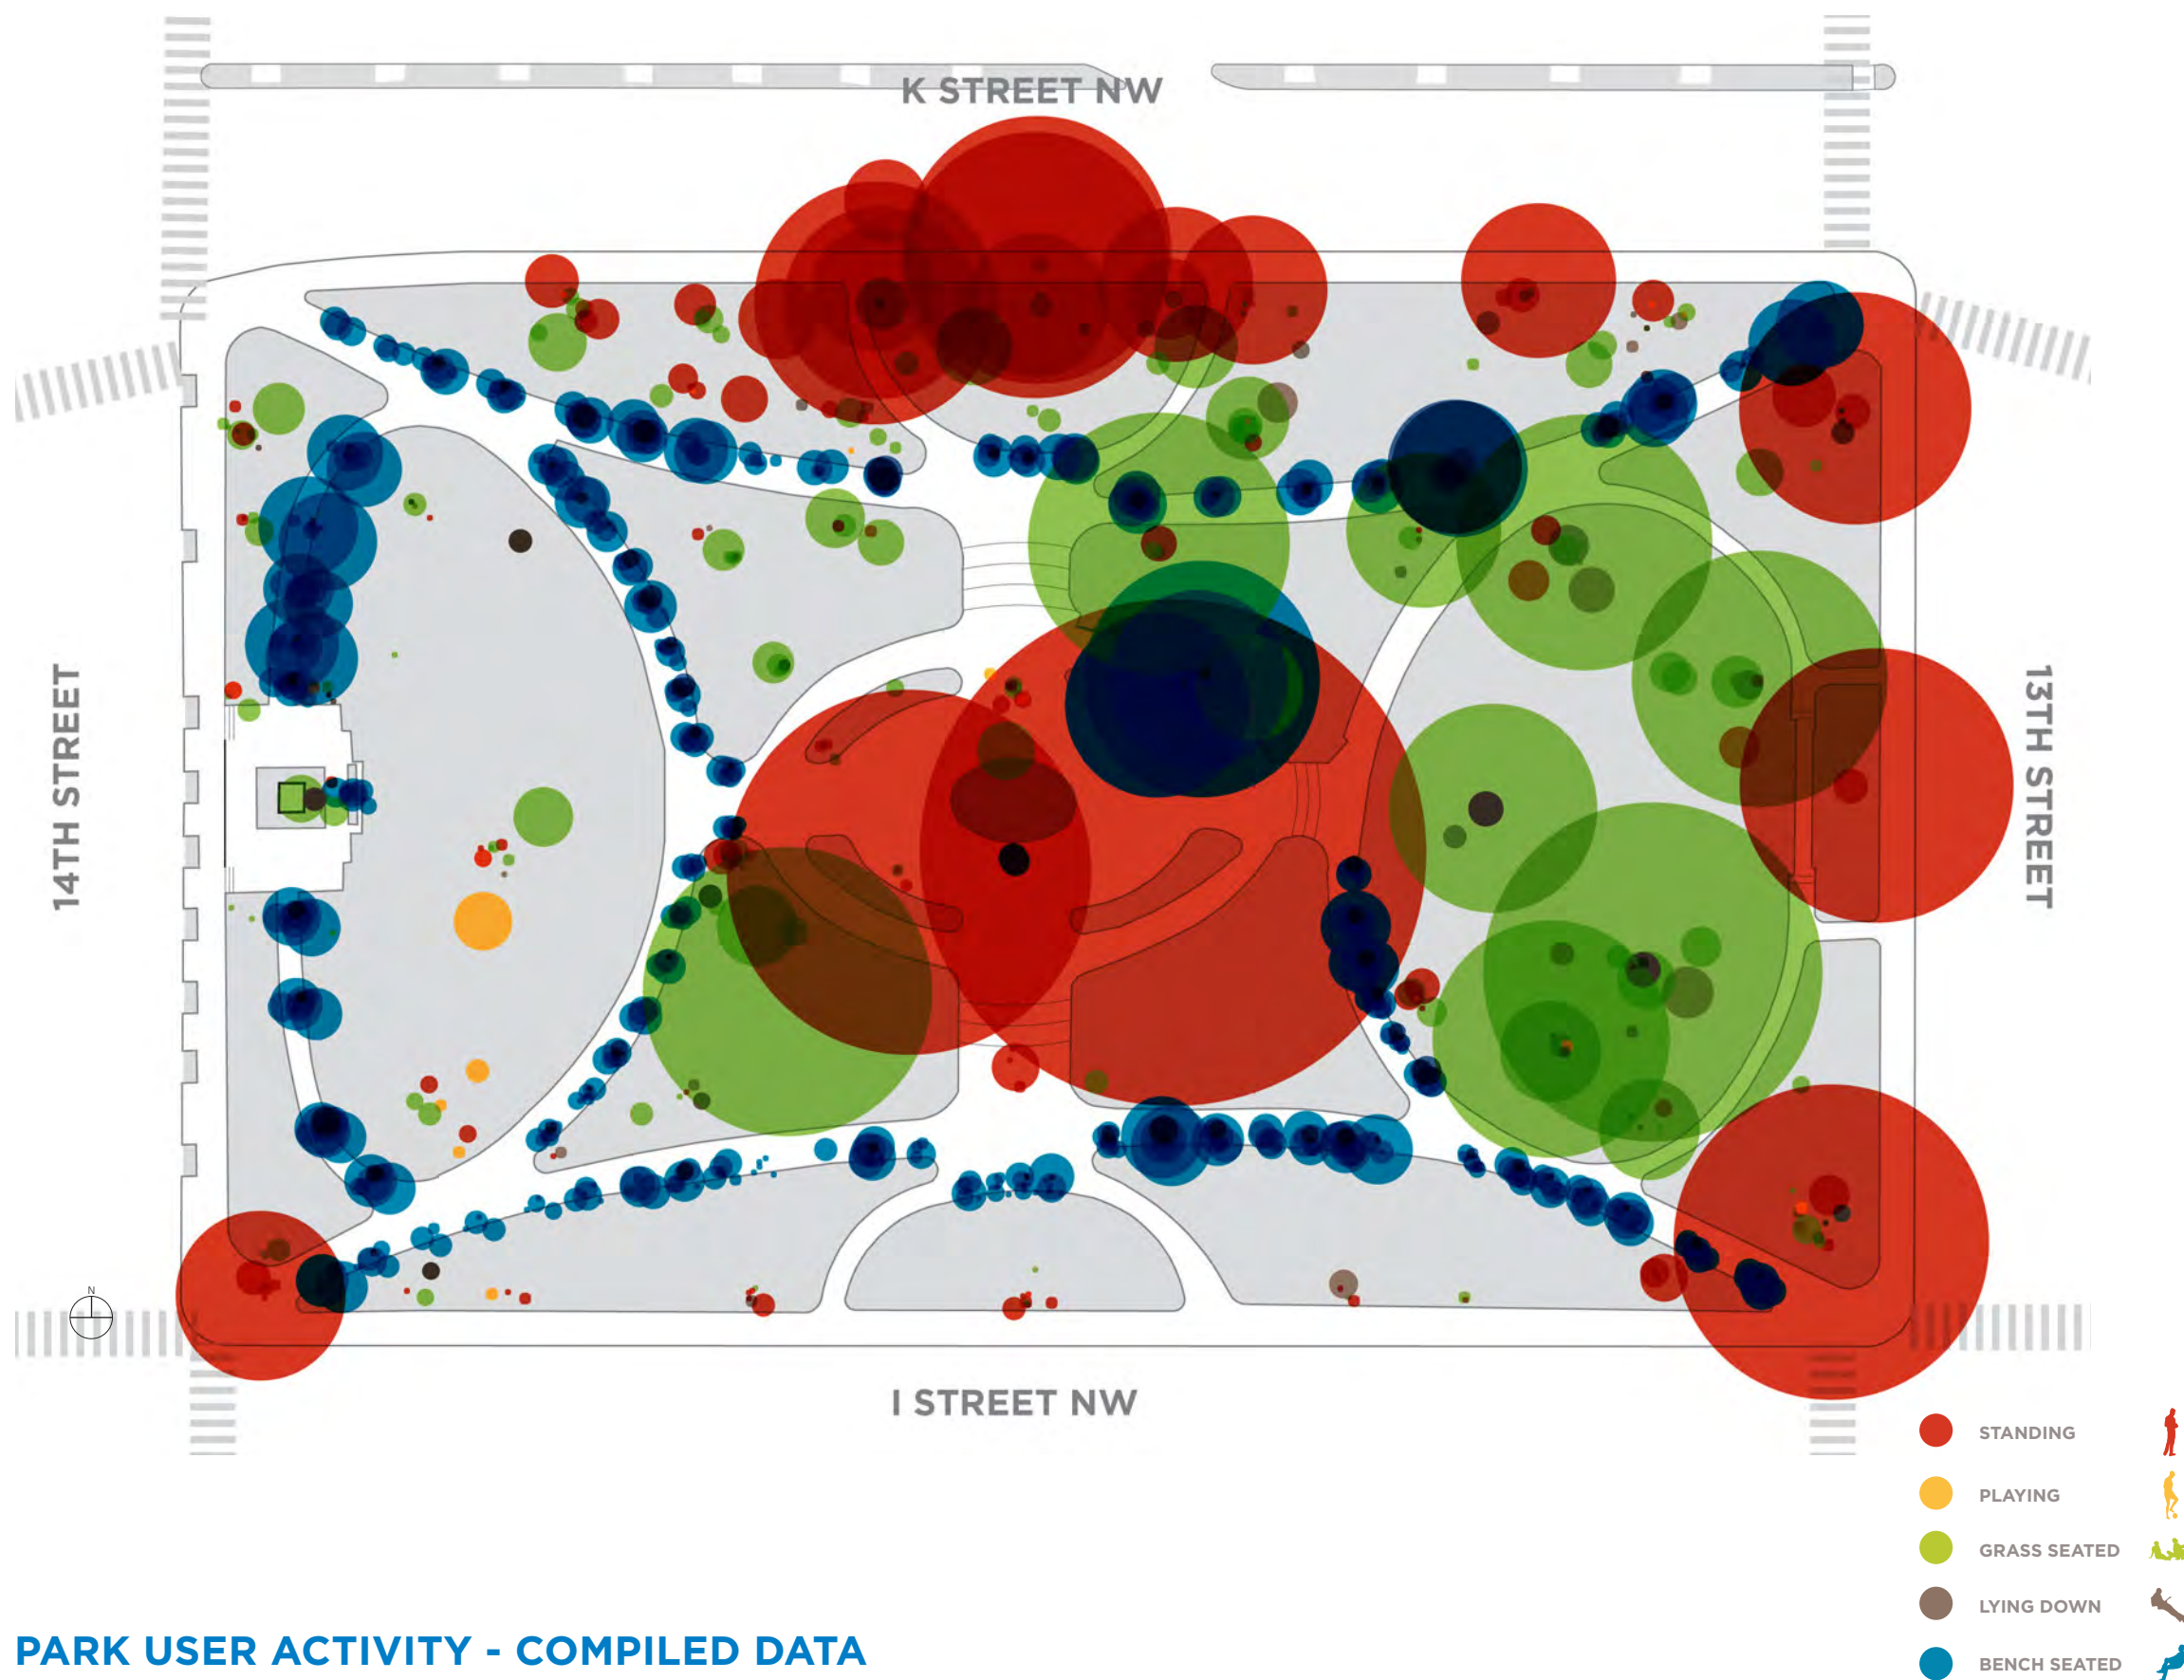 K STREET NW
14TH STREET
13TH STREET
N
I STREET NW
STANDING
PLAYING
GRASS SEATED
LYING DOWN
BENCH SEATED
PARK USER ACTIVITY - COMPILED DATA